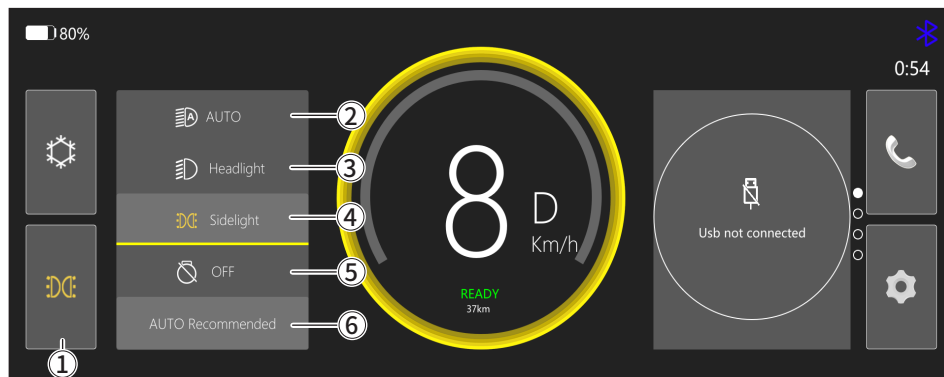 80%
0:54
A AUTO
②
Headlight
③
Sidelight
④
OFF
⑤
AUTO Recommended
⑥
①
8
D
Km/h
READY
37km
Usb not connected